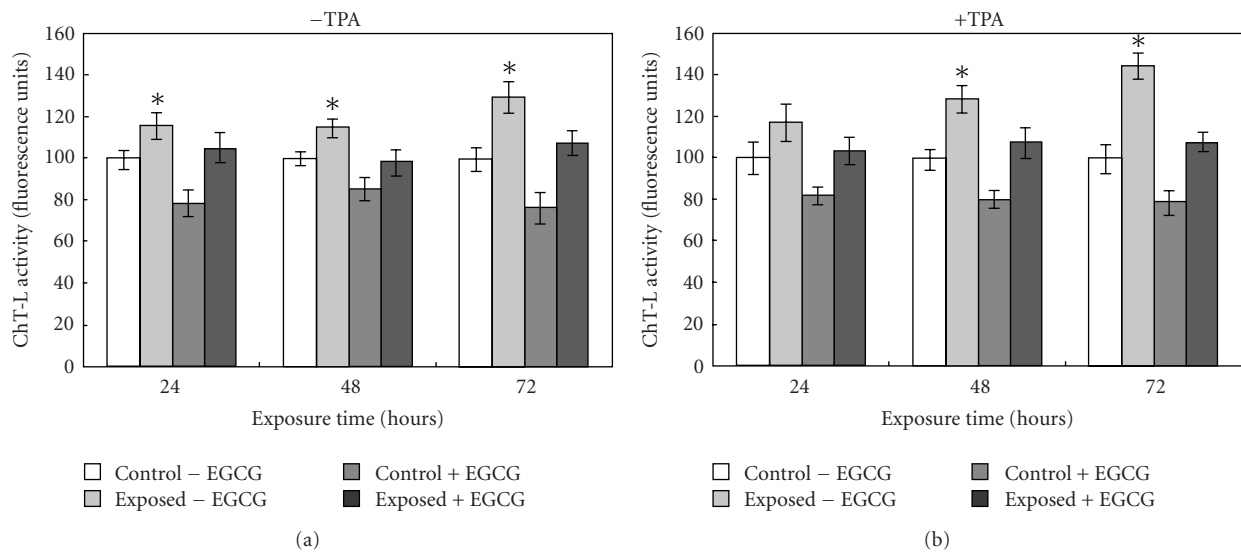 −TPA
160
140
120
100
80
60
40
20
0
ChT-L activity (fluorescence units)
*
*
*
24
48
72
Exposure time (hours)
Control − EGCG
Exposed − EGCG
Control + EGCG
Exposed + EGCG
(a)
+TPA
160
140
120
100
80
60
40
20
0
ChT-L activity (fluorescence units)
*
*
24
48
72
Exposure time (hours)
Control − EGCG
Exposed − EGCG
Control + EGCG
Exposed + EGCG
(b)